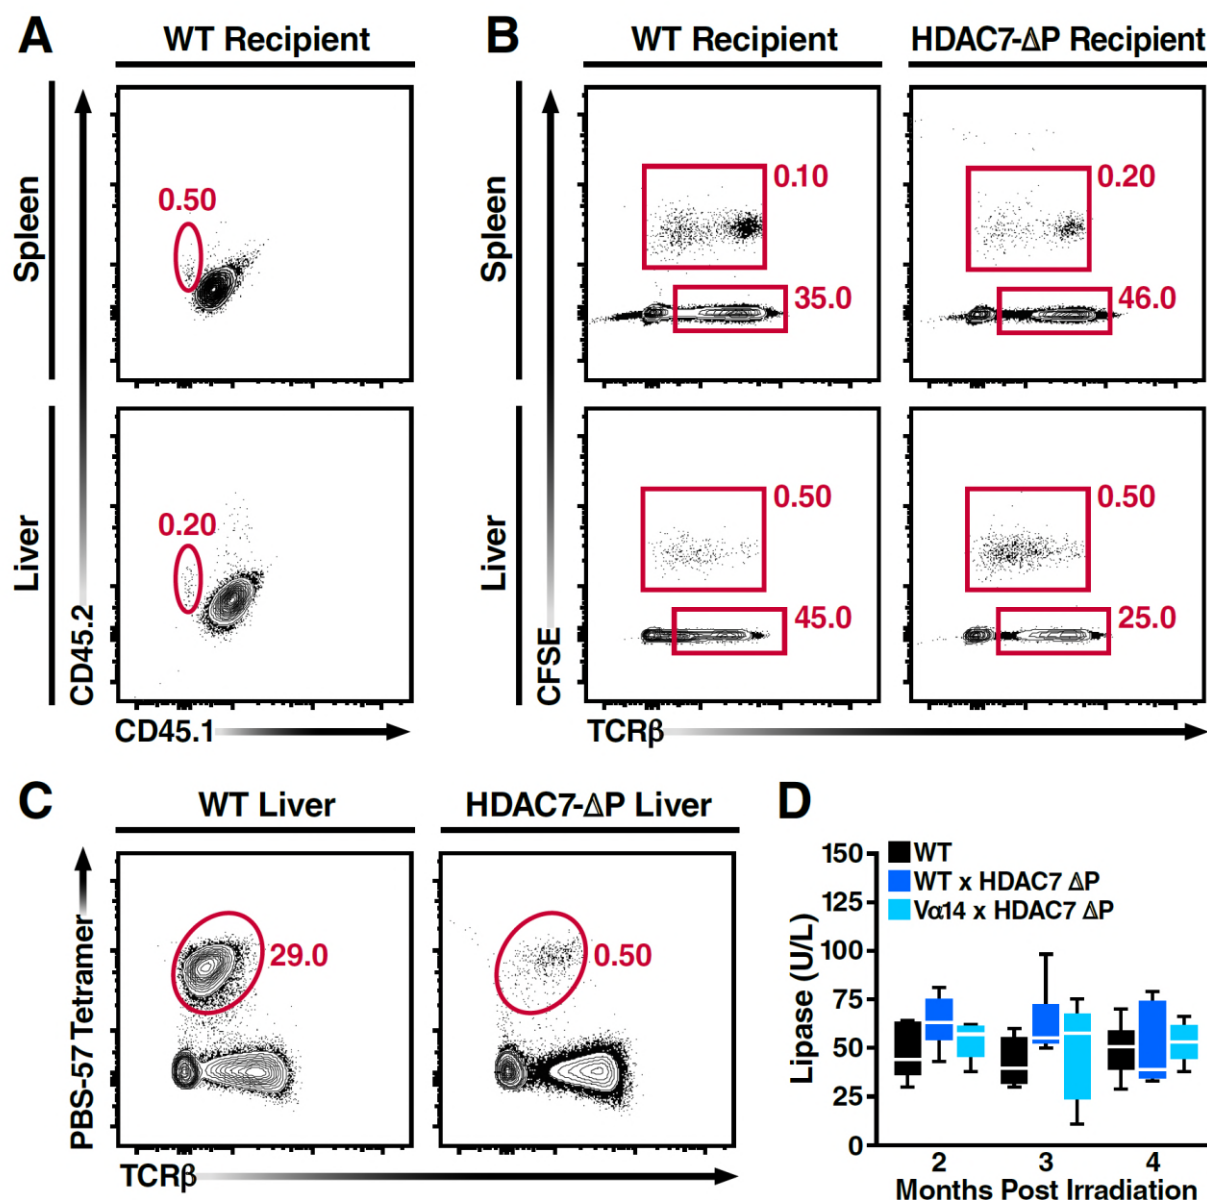 A
WT Recipient
Spleen
0.50
Liver
0.20
CD45.2
CD45.1
B
WT Recipient
HDAC7-ΔP Recipient
Spleen
0.10
35.0
0.20
46.0
Liver
0.50
45.0
0.50
25.0
CFSE
TCRβ
C
WT Liver
HDAC7-ΔP Liver
29.0
0.50
PBS-57 Tetramer
TCRβ
D
WT
WT x HDAC7 ΔP
Vα14 x HDAC7 ΔP
Lipase (U/L)
150
125
100
75
50
25
0
2 3 4
Months Post Irradiation